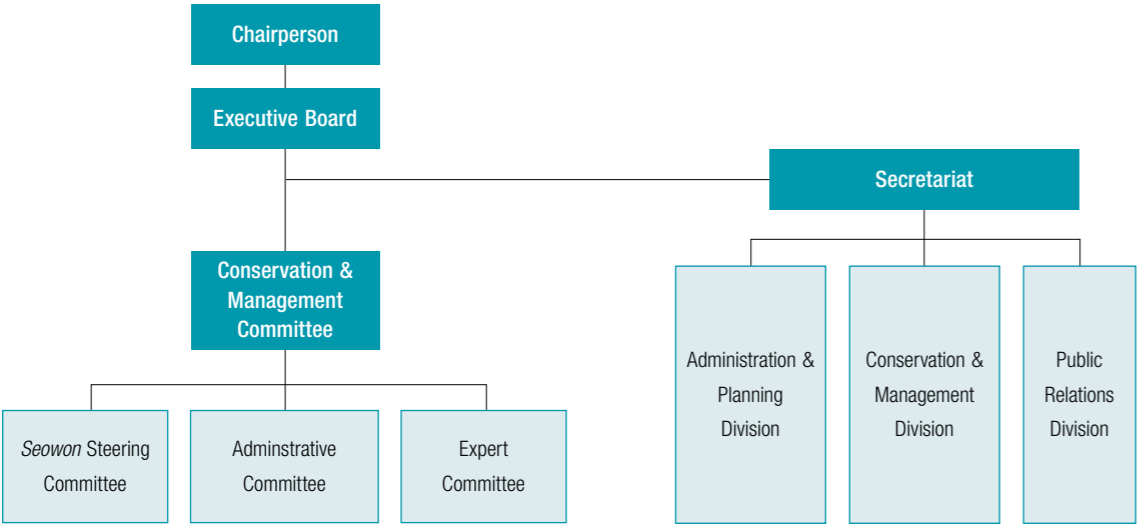 Chairperson
Executive Board
Secretariat
Conservation &
Management
Committee
Administration &
Planning
Division
Conservation &
Management
Division
Public
Relations
Division
Seowon Steering
Committee
Adminstrative
Committee
Expert
Committee